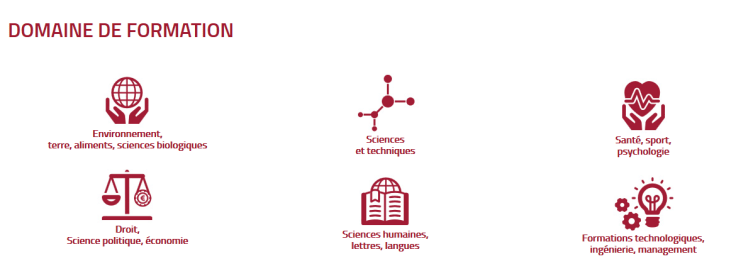 DOMAINE DE FORMATION
Environnement,
terre, aliments, sciences biologiques
Sciences
et techniques
Santé, sport,
psychologie
Droit,
Science politique, économie
Sciences humaines,
lettres, langues
Formations technologiques,
ingénierie, management